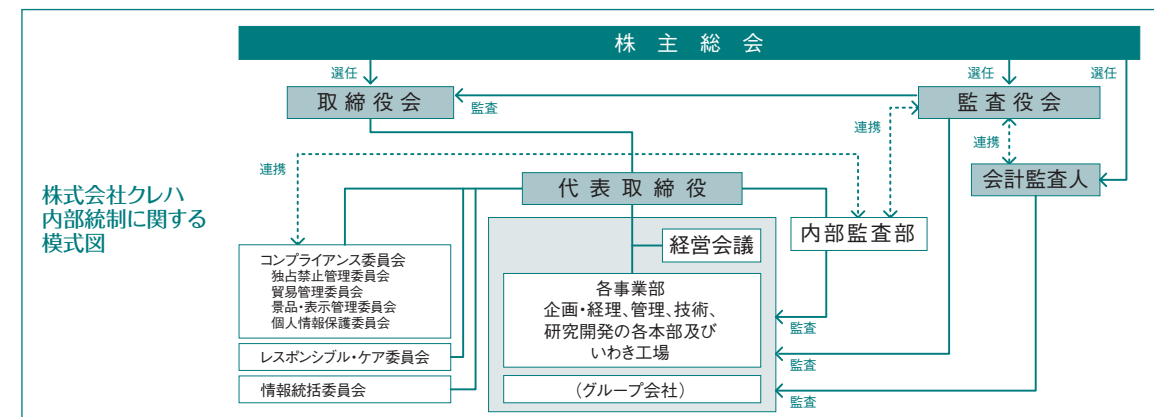 株主総会
選任
選任
選任
取締役会
監査
監査役会
連携
連携
会計監査人
連携
代表取締役
株式会社クレハ
内部統制に関する
模式図
内部監査部
経営会議
コンプライアンス委員会
独占禁止管理委員会
貿易管理委員会
景品・表示管理委員会
個人情報保護委員会
各事業部
企画・経理、管理、技術、
研究開発の各本部及び
いわき工場
監査
レスポンシブル・ケア委員会
監査
情報統括委員会
(グループ会社)
監査